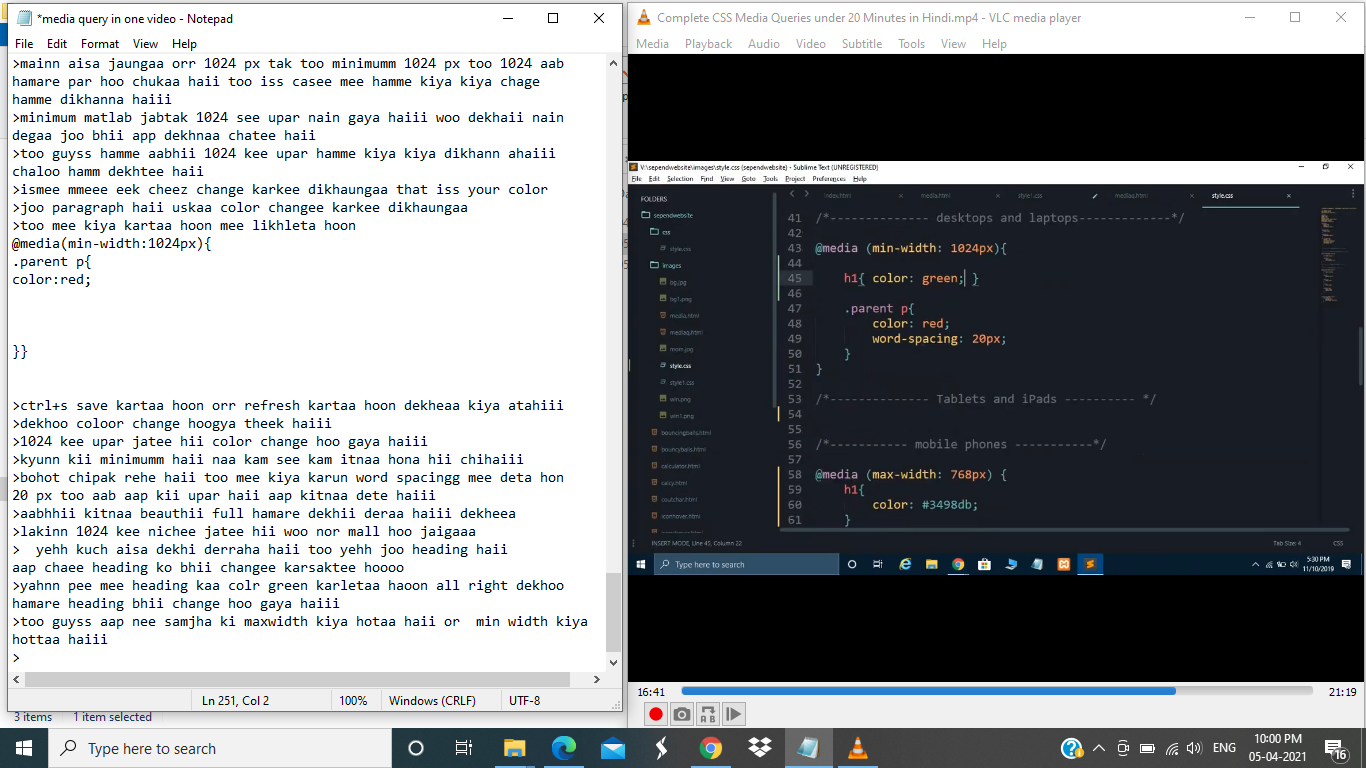 *media query in one video - Notepad
File Edit Format View Help
>mainn aisa jaungaa orr 1024 px tak too minimumm 1024 px too 1024 aab
hamare par hoo chukaa haii too iss casee mee hamme kiya kiya chage
hamme dikhanna haiii
>minimum matlab jabtak 1024 see upar nain gaya haiii woo dekhaii nain
degaa joo bhii app dekhnaa chatee haii
>too guyss hamme aabhii 1024 kee upar hamme kiya kiya dikhann ahaiii
chaloo hamm dekhtee haii
>ismee mmeee eek cheez change karkee dikhaungaa that iss your color
>joo paragraph haii uskaa color changee karkee dikhaungaa
>too mee kiya kartaa hoon mee likhleta hoon
@media(min-width:1024px){
.parent p{
color:red;
}}
>ctrl+s save kartaa hoon orr refresh kartaa hoon dekheaa kiya atahiii
>dekhoo coloor change hoogya theek haiii
>1024 kee upar jatee hii color change hoo gaya haiii
>kyunn kii minimumm haii naa kam see kam itnaa hona hii chihaiii
>bohot chipak rehe haii too mee kiya karun word spacingg mee deta hon
20 px too aab aap kii upar haii aap kitnaa dete haiii
>aabhhii kitnaa beauthii full hamare dekhii deraa haiii dekheea
>lakinn 1024 kee nichee jatee hii woo nor mall hoo jaigaaa
>  yehh kuch aisa dekhi derraha haii too yehh joo heading haii
aap chaee heading ko bhii changee karsaktee hoooo
>yahnn pee mee heading kaa colr green karletaa haoon all right dekhoo
hamare heading bhii change hoo gaya haiii
>too guyss aap nee samjha ki maxwidth kiya hotaa haii or  min width kiya
hottaa haiii
>
Ln 251, Col 2 100% Windows (CRLF) UTF-8
3 items 1 item selected
Complete CSS Media Queries under 20 Minutes in Hindi.mp4 - VLC media player
Media Playback Audio Video Subtitle Tools View Help
V:\sependwebsite\images\style.css (sependwebsite) - Sublime Text (UNREGISTERED)
File Edit Selection Find View Goto Tools Project Preferences Help
FOLDERS
sependwebsite
css
style.css
images
bg.jpg
bg1.png
media.html
mediaq.html
mom.jpg
style.css
style1.css
win.png
win1.png
bouncingballs.html
bouncyballs.html
calculator.html
calcy.html
coutchar.html
iconhover.html
index.html media.html style1.css mediaq.html style.css
41 /*------------- desktops and laptops------------*/
42
43 @media (min-width: 1024px){
44
45 h1{ color: green; }
46
47 .parent p{
48 color: red;
49 word-spacing: 20px;
50 }
51 }
52
53 /*------------- Tablets and iPads ---------- */
54
55
56 /*----------- mobile phones -----------*/
57
58 @media (max-width: 768px) {
59 h1{
60 color: #3498db;
61 }
INSERT MODE, Line 45, Column 22 Tab Size: 4 CSS
Type here to search 5:30 PM
11/10/2019
16:41 21:19
Type here to search ENG 10:00 PM
05-04-2021 16